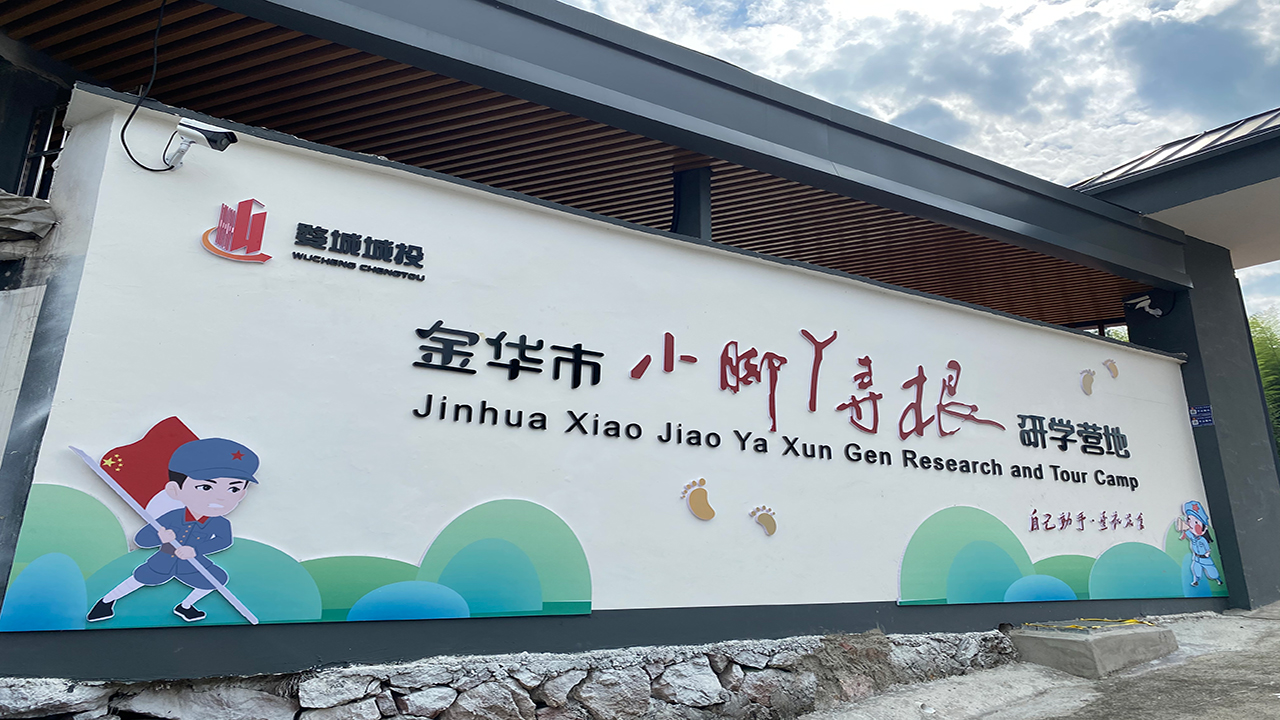 婺城城投
WUCHENG CHENGTOU
金华市小脚丫寻根研学营地
Jinhua Xiao Jiao Ya Xun Gen Research and Tour Camp
自己动手·丰衣足食